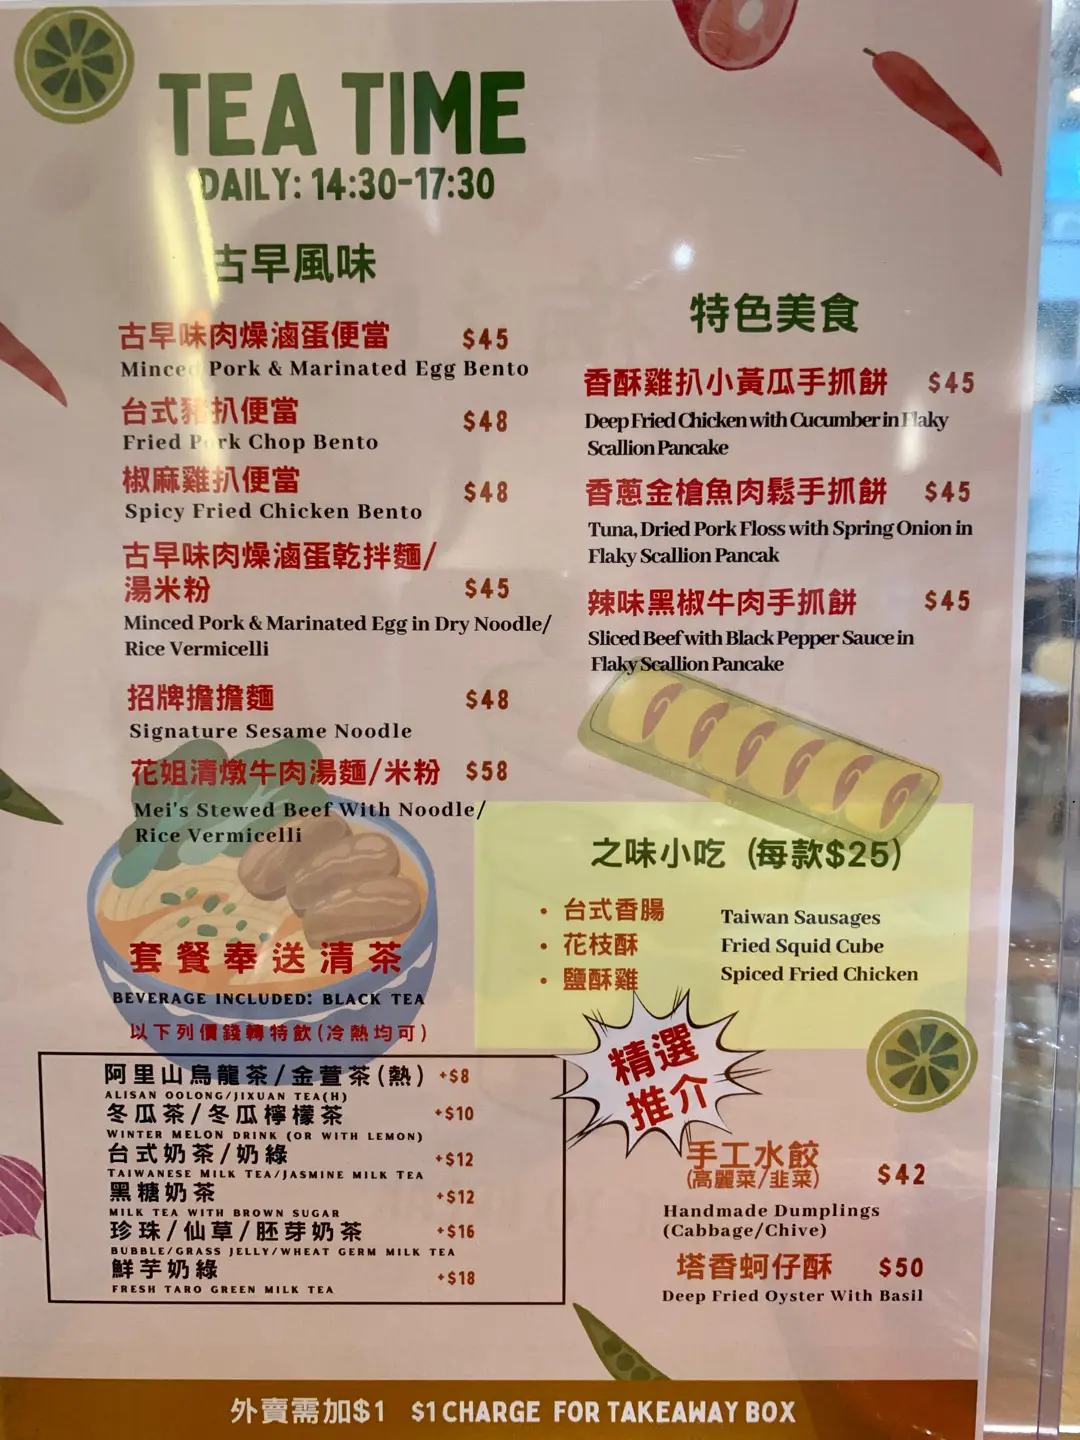 TEA TIME
DAILY: 14:30-17:30
古早風味
古早味肉燥滷蛋便當 $45
Minced Pork & Marinated Egg Bento
台式豬扒便當 $48
Fried Pork Chop Bento
椒麻雞扒便當 $48
Spicy Fried Chicken Bento
古早味肉燥滷蛋乾拌麵/
湯米粉 $45
Minced Pork & Marinated Egg in Dry Noodle/
Rice Vermicelli
招牌擔擔麵 $48
Signature Sesame Noodle
花姐清燉牛肉湯麵/米粉 $58
Mei's Stewed Beef With Noodle/
Rice Vermicelli
套餐奉送清茶
BEVERAGE INCLUDED: BLACK TEA
以下列價錢轉特飲(冷熱均可)
阿里山烏龍茶/金萱茶(熱) +$8
ALISAN OOLONG/JIXUAN TEA(H)
冬瓜茶/冬瓜檸檬茶 +$10
WINTER MELON DRINK (OR WITH LEMON)
台式奶茶/奶綠 +$12
TAIWANESE MILK TEA/JASMINE MILK TEA
黑糖奶茶 +$12
MILK TEA WITH BROWN SUGAR
珍珠/仙草/胚芽奶茶 +$16
BUBBLE/GRASS JELLY/WHEAT GERM MILK TEA
鮮芋奶綠 +$18
FRESH TARO GREEN MILK TEA
特色美食
香酥雞扒小黃瓜手抓餅 $45
Deep Fried Chicken with Cucumber in Flaky
Scallion Pancake
香蔥金槍魚肉鬆手抓餅 $45
Tuna, Dried Pork Floss with Spring Onion in
Flaky Scallion Pancak
辣味黑椒牛肉手抓餅 $45
Sliced Beef with Black Pepper Sauce in
Flaky Scallion Pancake
之味小吃 (每款$25)
• 台式香腸 Taiwan Sausages
• 花枝酥 Fried Squid Cube
• 鹽酥雞 Spiced Fried Chicken
精選
推介
手工水餃
(高麗菜/韭菜) $42
Handmade Dumplings
(Cabbage/Chive)
塔香蚵仔酥 $50
Deep Fried Oyster With Basil
外賣需加$1 $1 CHARGE FOR TAKEAWAY BOX